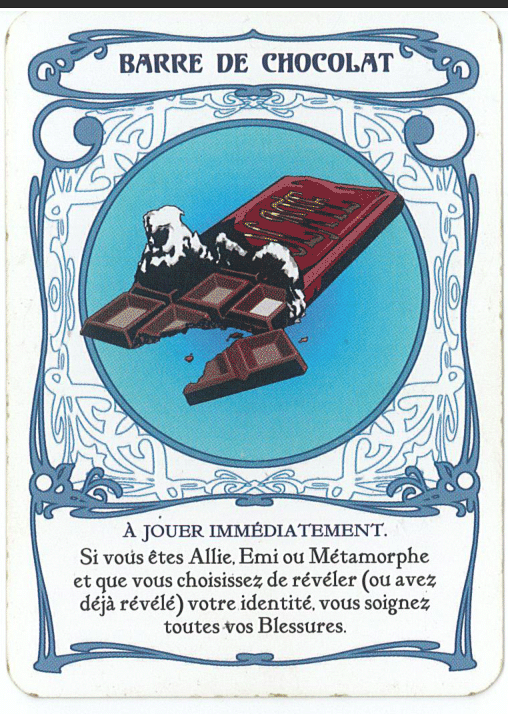 BARRE DE CHOCOLAT
À JOUER IMMÉDIATEMENT.
Si vous êtes Allie, Emi ou Métamorphe
et que vous choisissez de révéler (ou avez
déjà révélé) votre identité, vous soignez
toutes vos Blessures.